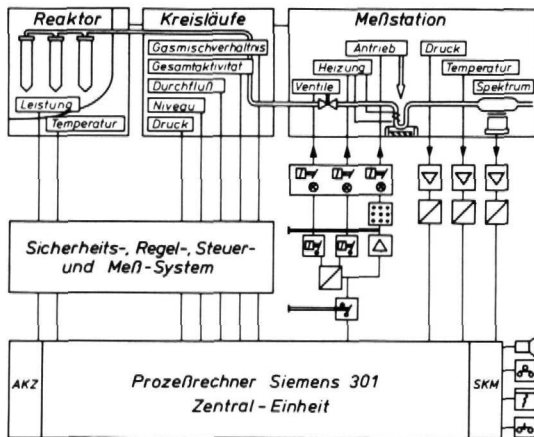 Reaktor
Leistung
Temperatur
Kreisläufe
Gasmischverhältnis
Gesamtaktivität
Durchfluß
Niveau
Druck
Meßstation
Antrieb
Druck
Heizung
Temperatur
Ventile
Spektrum
Sicherheits-, Regel-, Steuer-
und Meß-System
AKZ
Prozeßrechner Siemens 301
Zentral-Einheit
SKM